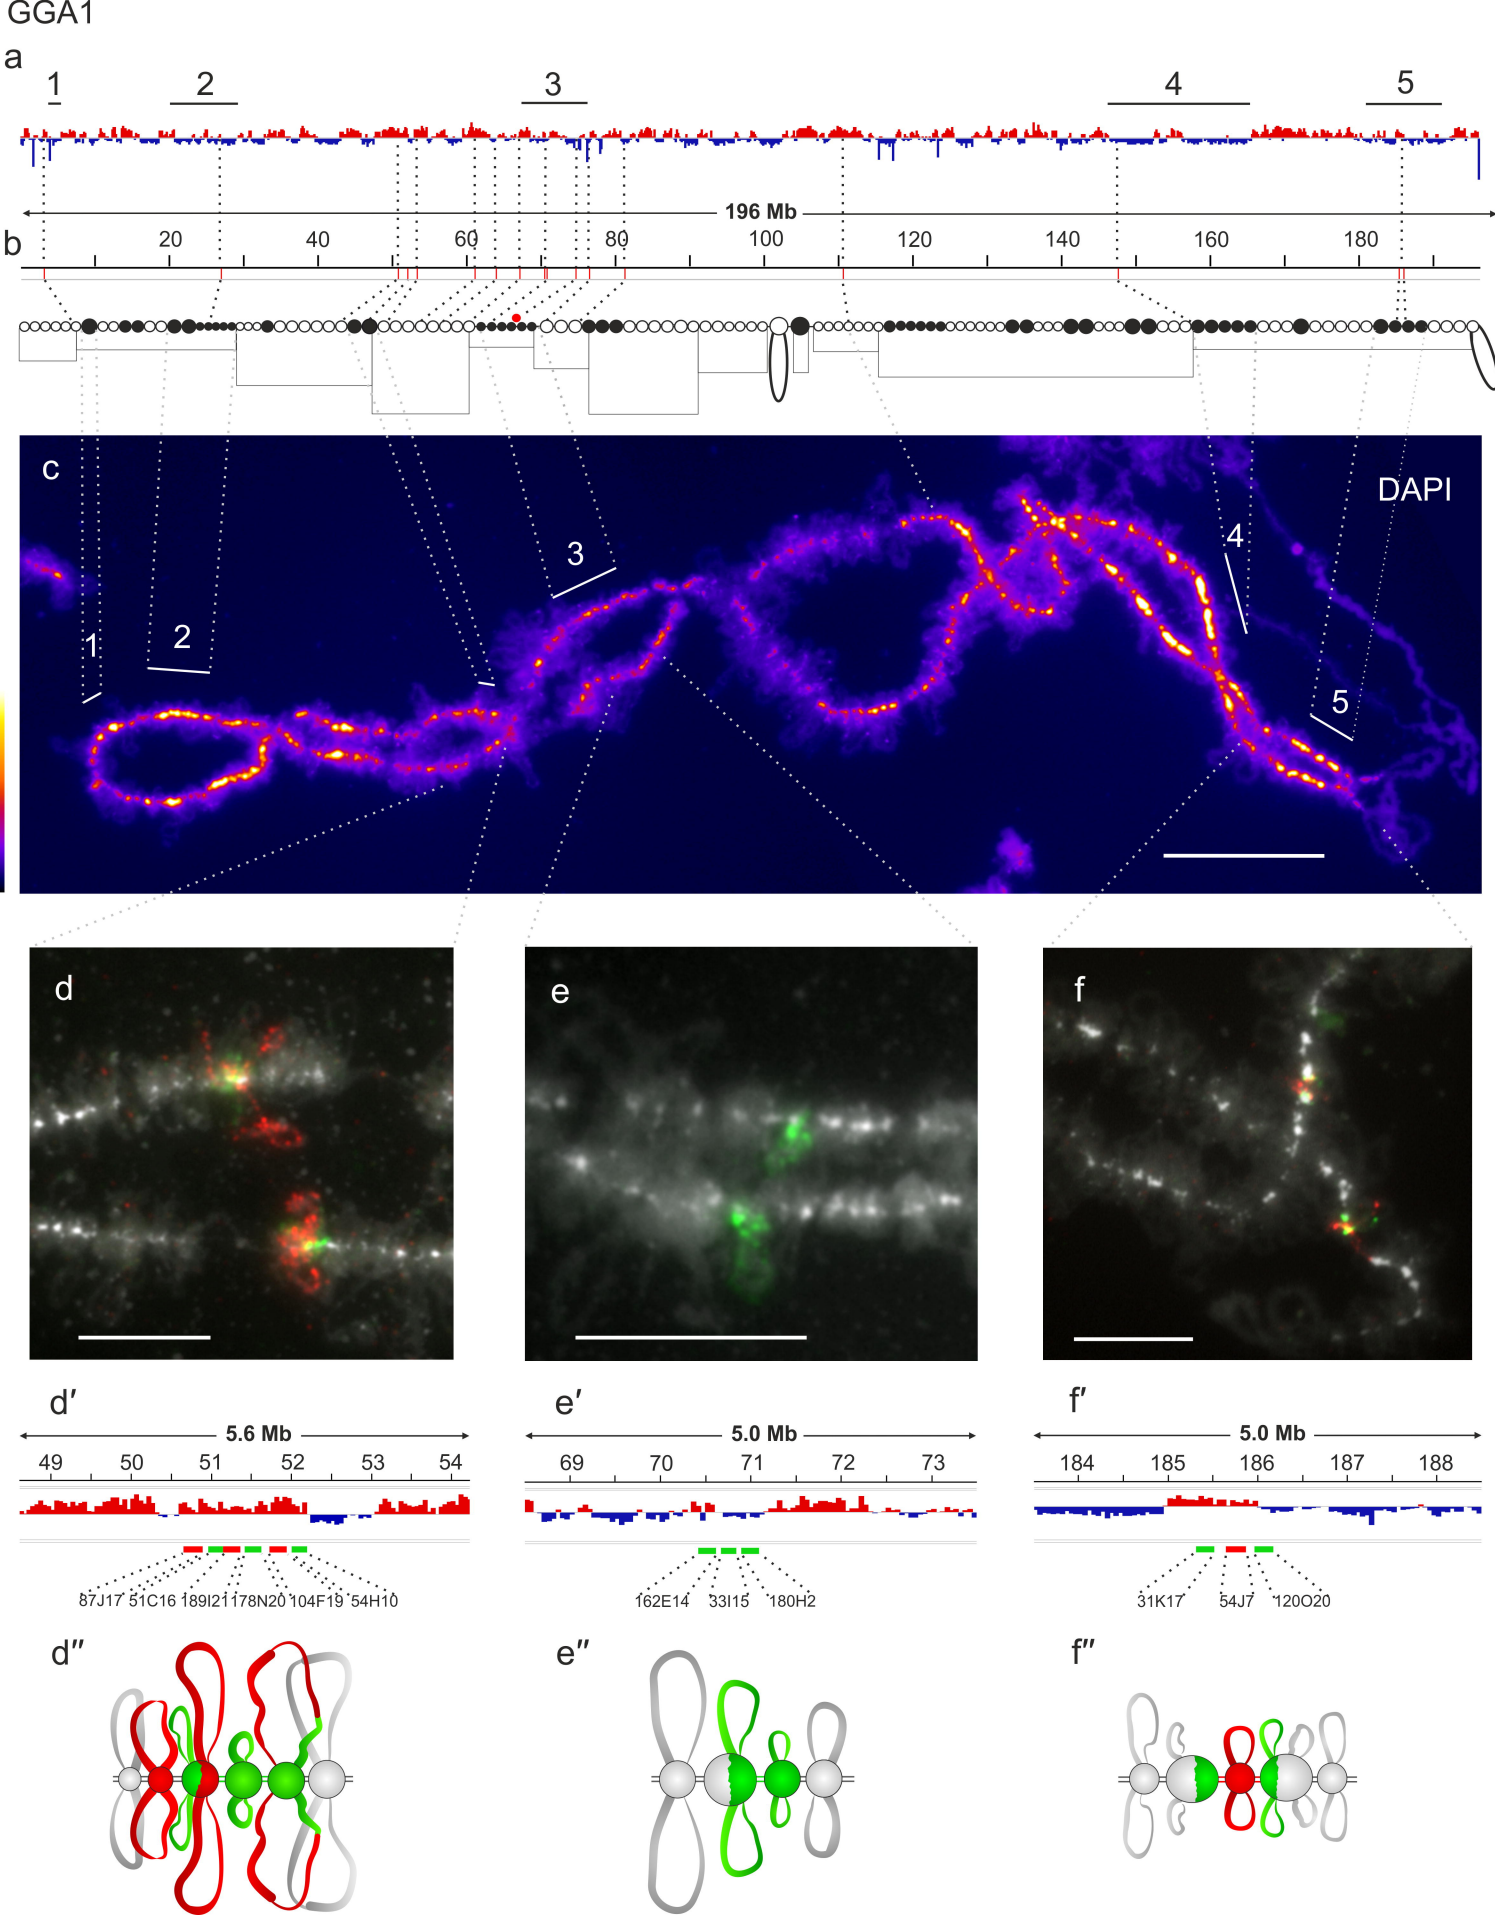 GGA1
a
1 2 3 4 5
196 Mb
b
20 40 60 80 100 120 140 160 180
c
DAPI
1 2 3 4 5
d e f
d′ e′ f′
5.6 Mb 5.0 Mb 5.0 Mb
49 50 51 52 53 54 69 70 71 72 73 184 185 186 187 188
87J17 51C16 189I21 178N20 104F19 54H10 162E14 33I15 180H2 31K17 54J7 120O20
d″ e″ f″